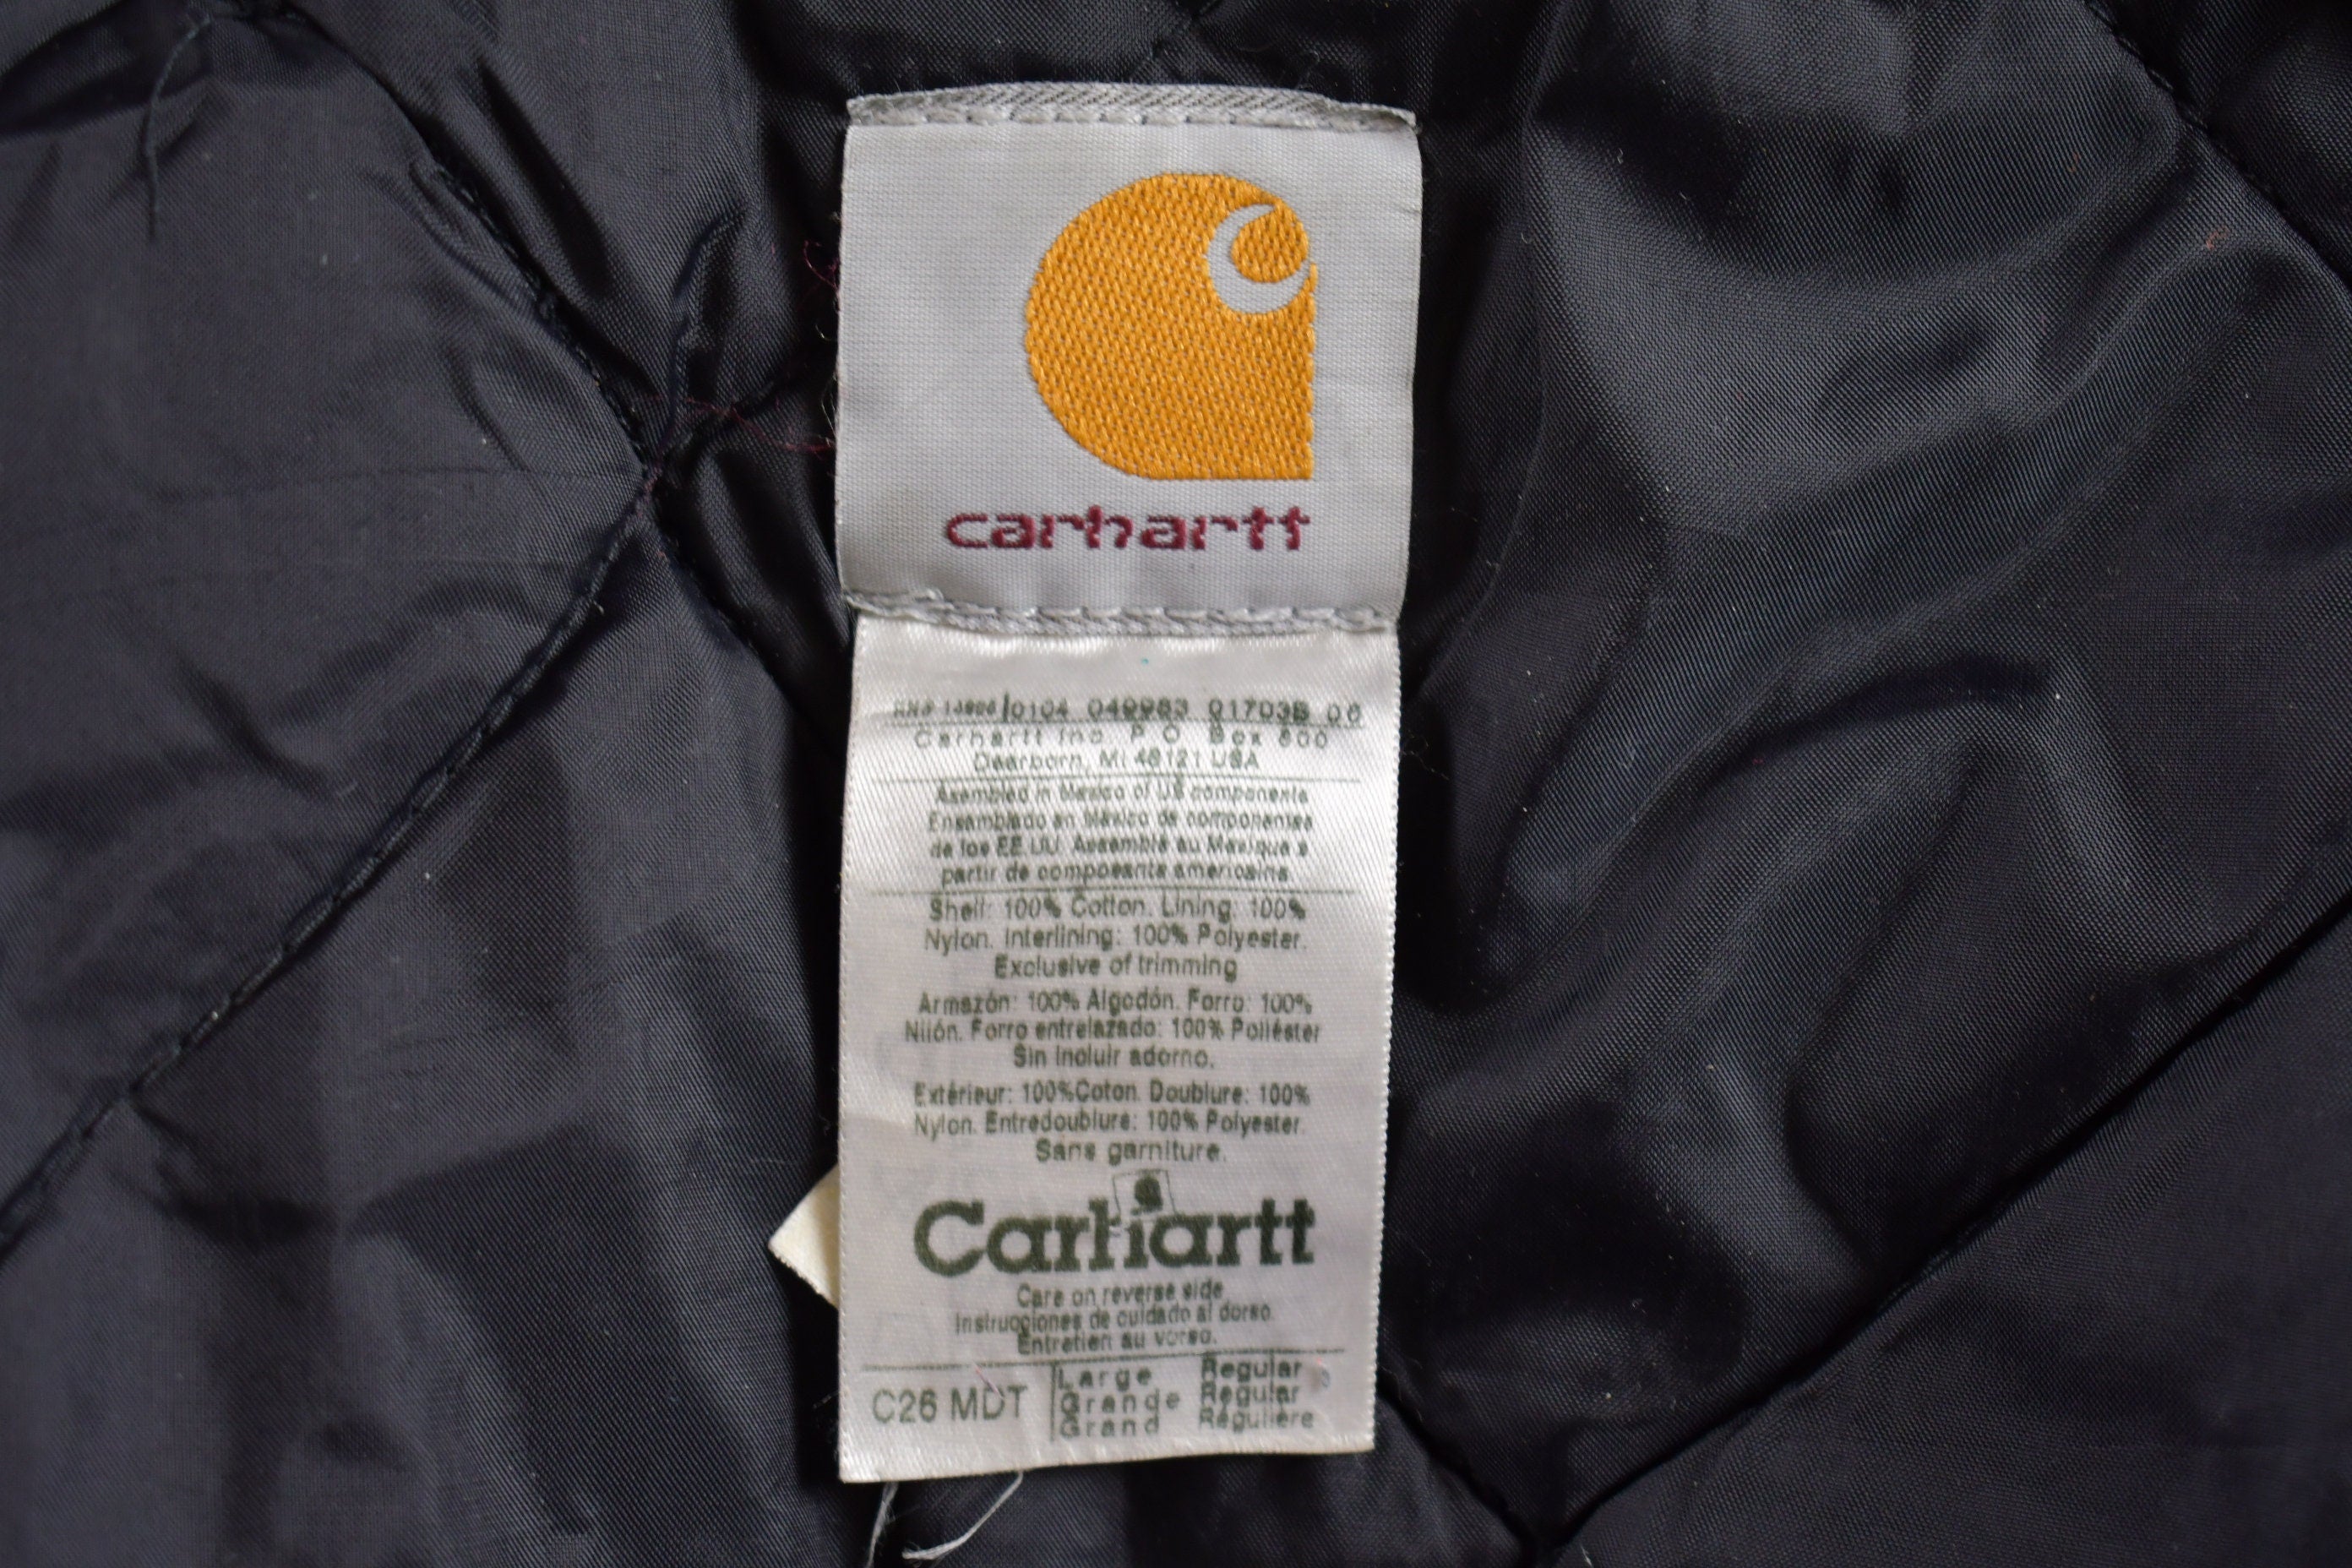 carhartt
RN# 14806 0104 049983 01703B 06
Carhartt Inc. P.O. Box 600
Dearborn, MI 48121 USA
Assembled in Mexico of US components
Ensamblado en México de componentes
de los EE.UU. Assemblé au Mexique à
partir de composants americains.
Shell: 100% Cotton. Lining: 100%
Nylon. Interlining: 100% Polyester.
Exclusive of trimming
Armazón: 100% Algodón. Forro: 100%
Nilón. Forro entrelazado: 100% Poliéster
Sin incluir adorno.
Extérieur: 100%Coton. Doublure: 100%
Nylon. Entredoublure: 100% Polyester.
Sans garniture.
Carhartt
Care on reverse side.
Instrucciones de cuidado al dorso.
Entretien au verso.
C26 MDT
Large Regular
Grande Regular
Grand Régulière